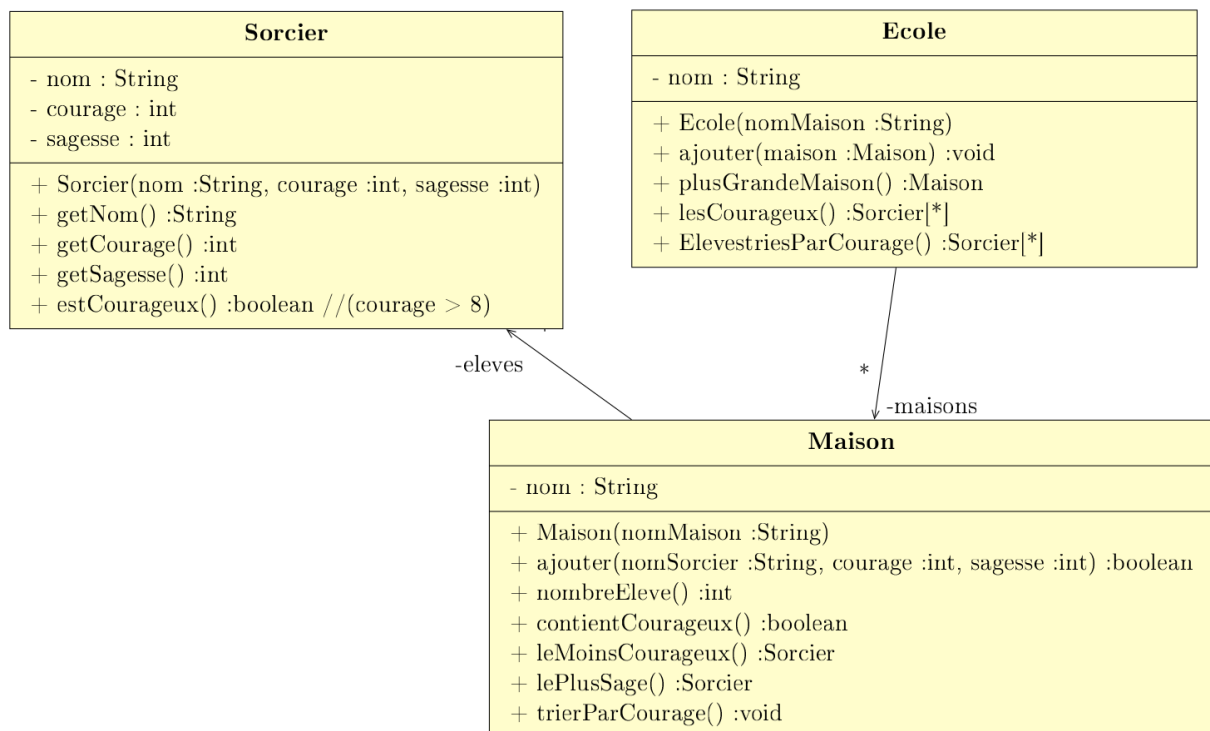 Sorcier
- nom : String
- courage : int
- sagesse : int
+ Sorcier(nom :String, courage :int, sagesse :int)
+ getNom() :String
+ getCourage() :int
+ getSagesse() :int
+ estCourageux() :boolean //(courage > 8)
Ecole
- nom : String
+ Ecole(nomMaison :String)
+ ajouter(maison :Maison) :void
+ plusGrandeMaison() :Maison
+ lesCourageux() :Sorcier[*]
+ ElevestriesParCourage() :Sorcier[*]
-eleves
*
-maisons
Maison
- nom : String
+ Maison(nomMaison :String)
+ ajouter(nomSorcier :String, courage :int, sagesse :int) :boolean
+ nombreEleve() :int
+ contientCourageux() :boolean
+ leMoinsCourageux() :Sorcier
+ lePlusSage() :Sorcier
+ trierParCourage() :void